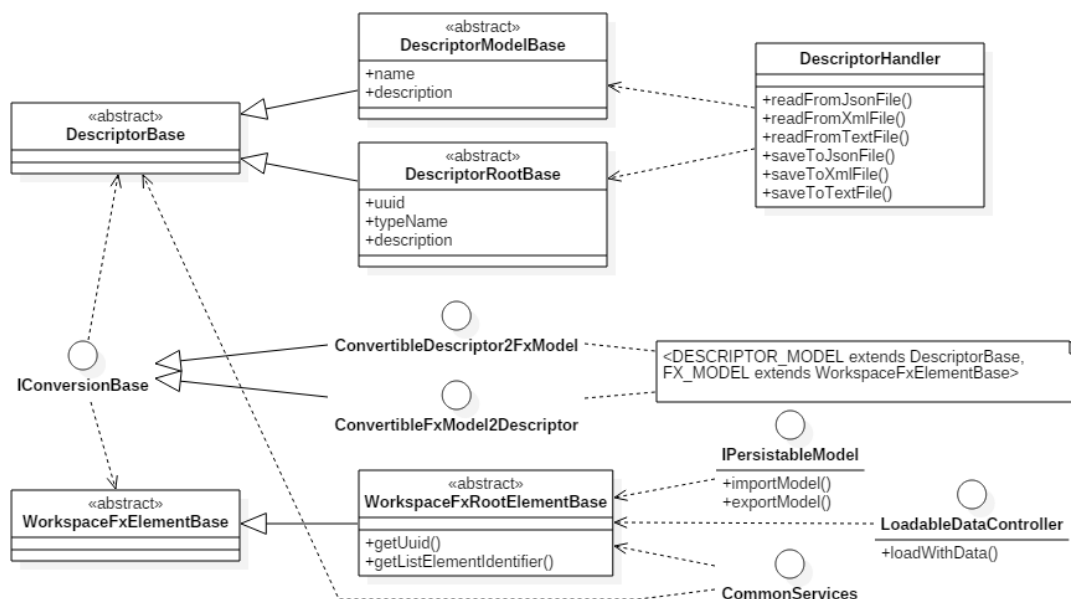 «abstract»
DescriptorModelBase
+name
+description
DescriptorHandler
+readFromJsonFile()
+readFromXmlFile()
+readFromTextFile()
+saveToJsonFile()
+saveToXmlFile()
+saveToTextFile()
«abstract»
DescriptorBase
«abstract»
DescriptorRootBase
+uuid
+typeName
+description
ConvertibleDescriptor2FxModel
<DESCRIPTOR_MODEL extends DescriptorBase,
FX_MODEL extends WorkspaceFxElementBase>
IConversionBase
ConvertibleFxModel2Descriptor
IPersistableModel
+importModel()
+exportModel()
«abstract»
WorkspaceFxElementBase
«abstract»
WorkspaceFxRootElementBase
+getUuid()
+getListElementIdentifier()
LoadableDataController
+loadWithData()
CommonServices